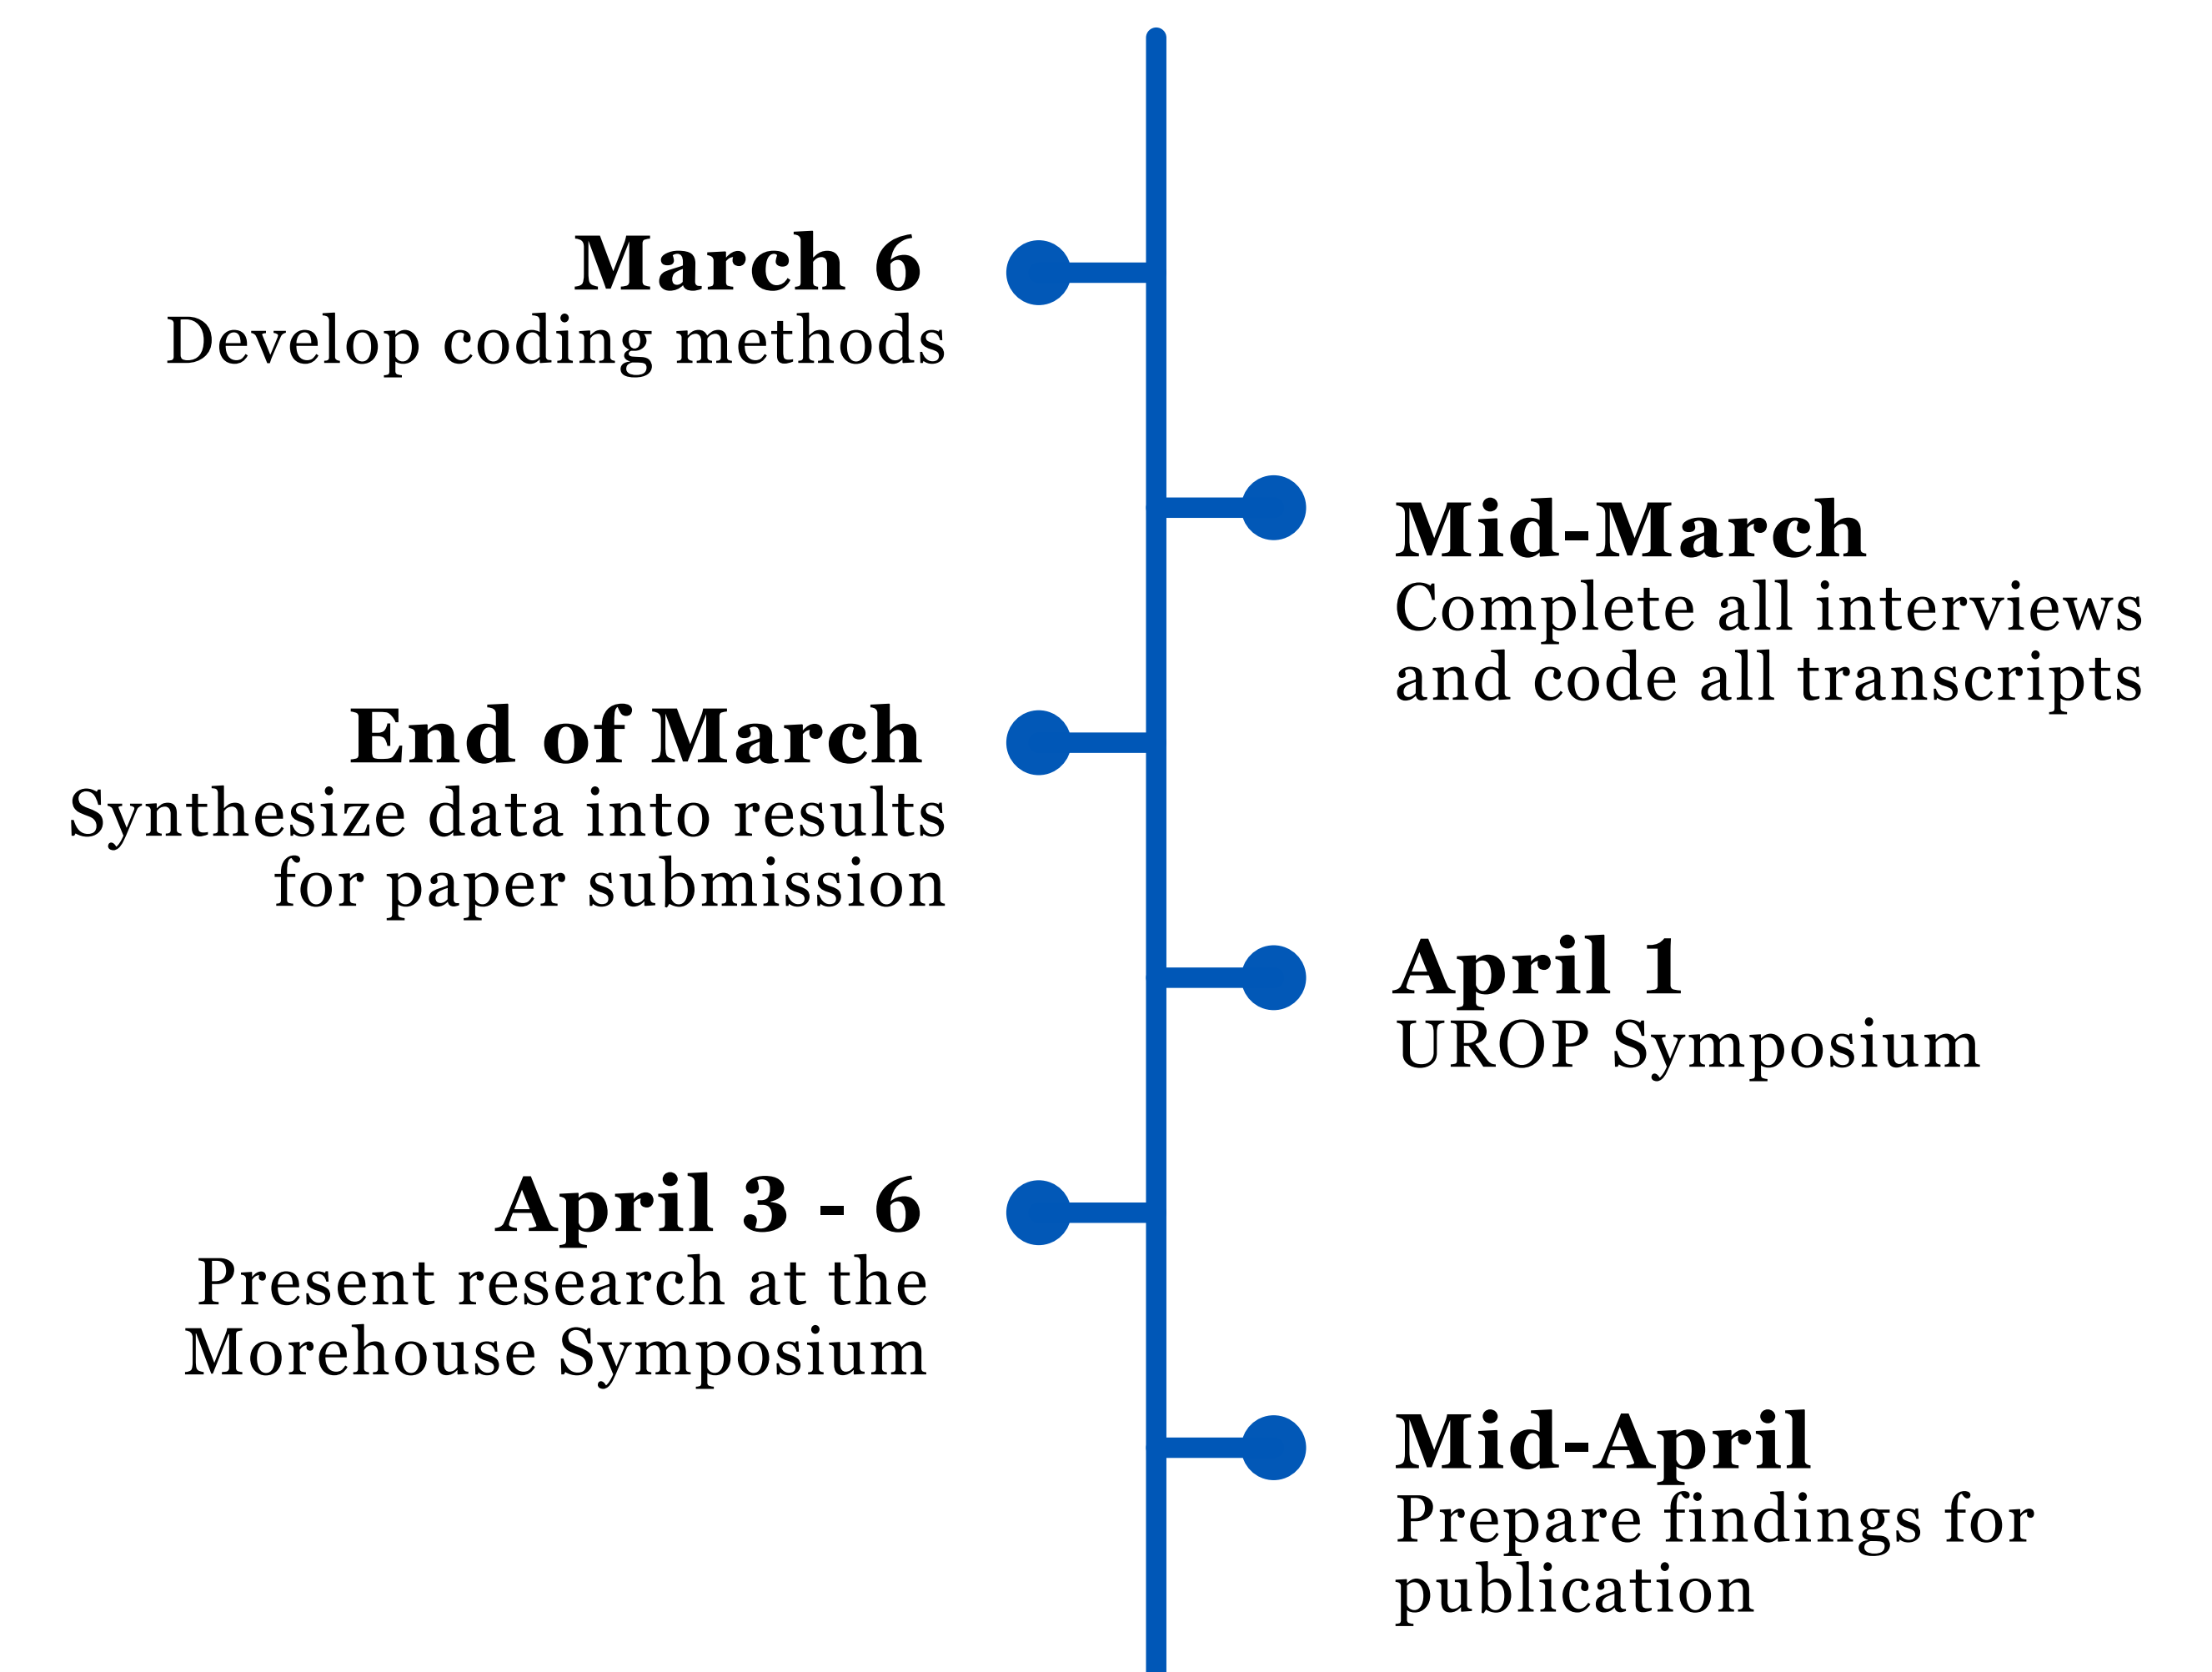 March 6
Develop coding methods
Mid-March
Complete all interviews
and code all transcripts
End of March
Synthesize data into results
for paper submission
April 1
UROP Symposium
April 3 - 6
Present research at the
Morehouse Symposium
Mid-April
Prepare findings for
publication